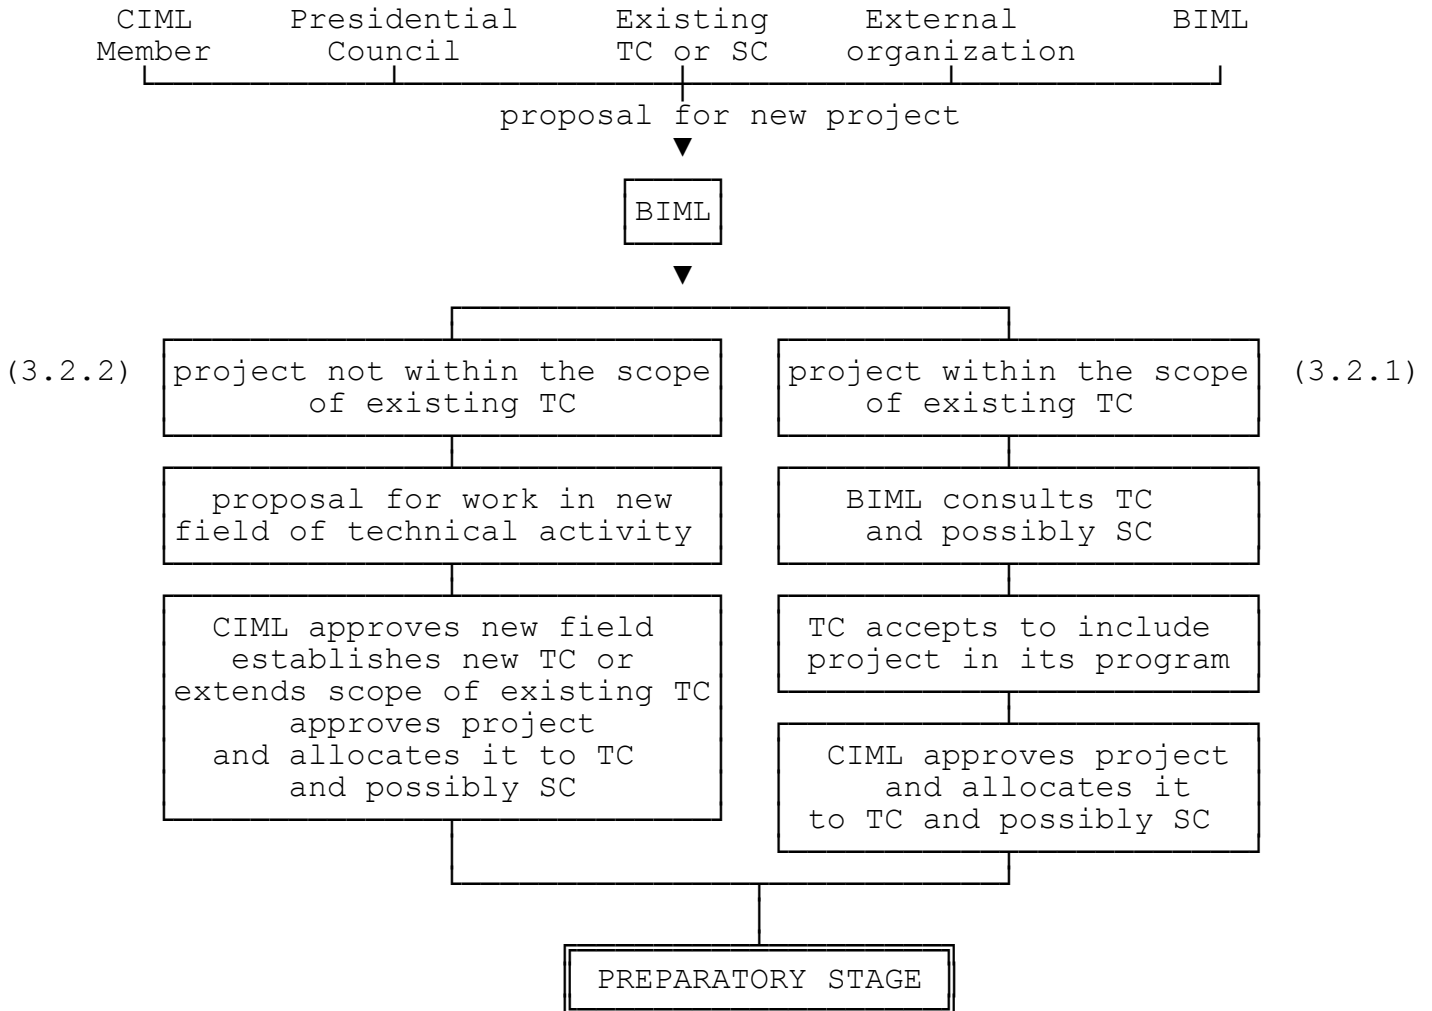 CIML Presidential Existing External BIML
Member Council TC or SC organization
proposal for new project
BIML
(3.2.2) project not within the scope
of existing TC
project within the scope (3.2.1)
of existing TC
proposal for work in new
field of technical activity
BIML consults TC
and possibly SC
CIML approves new field
establishes new TC or
extends scope of existing TC
approves project
and allocates it to TC
and possibly SC
TC accepts to include
project in its program
CIML approves project
and allocates it
to TC and possibly SC
PREPARATORY STAGE